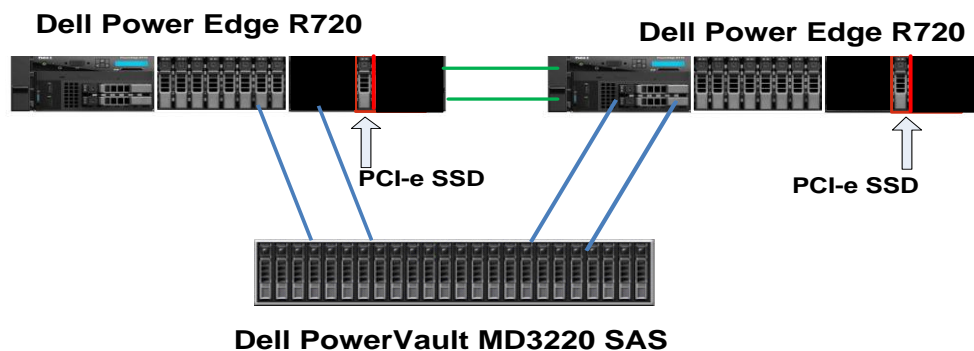 Dell Power Edge R720
Dell Power Edge R720
PCI-e SSD
PCI-e SSD
Dell PowerVault MD3220 SAS